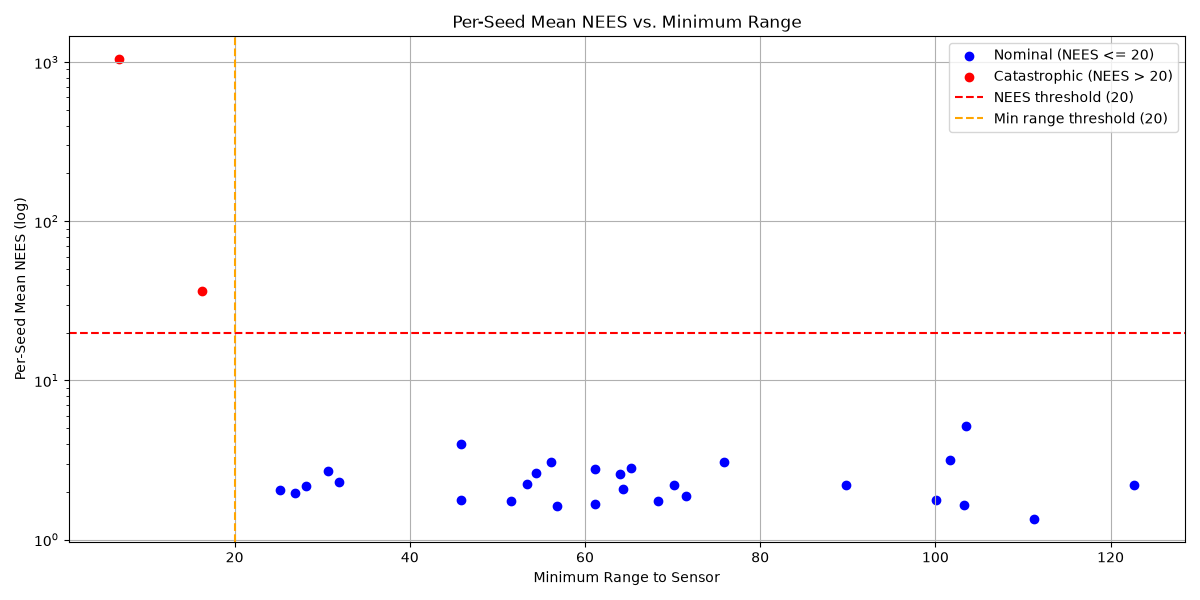 Per-Seed Mean NEES vs. Minimum Range
Nominal (NEES <= 20)
Catastrophic (NEES > 20)
NEES threshold (20)
Min range threshold (20)
Per-Seed Mean NEES (log)
10³
10²
10¹
10⁰
20 40 60 80 100 120
Minimum Range to Sensor